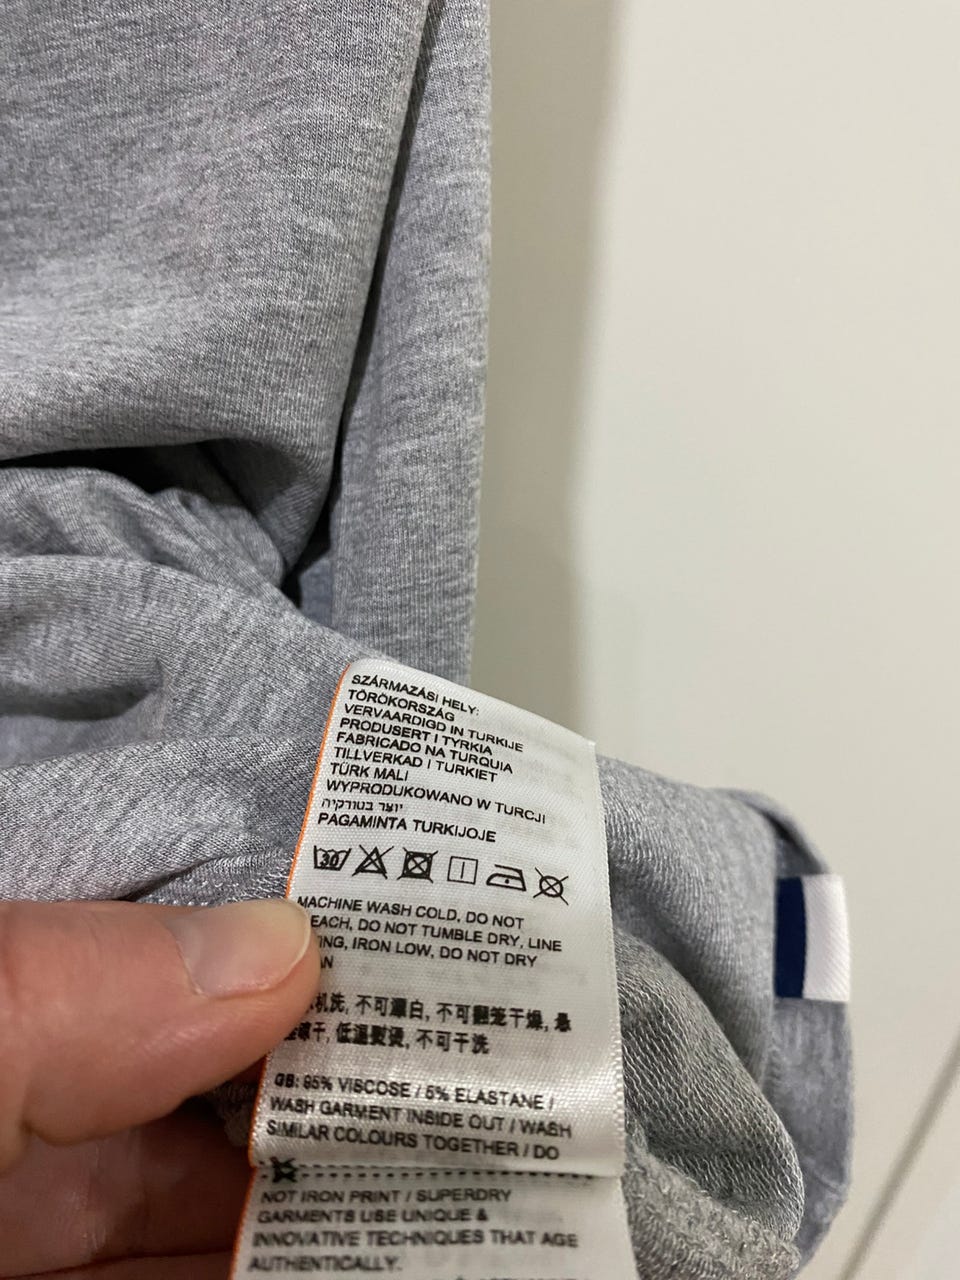 SZÁRMAZÁSI HELY:
TÖRÖKORSZÁG
VERVAARDIGD IN TURKIJE
PRODUSERT I TYRKIA
FABRICADO NA TURQUIA
TILLVERKAD I TURKIET
TÜRK MALI
WYPRODUKOWANO W TURCJI
יוצר בטורקיה
PAGAMINTA TURKIJOJE
30
MACHINE WASH COLD, DO NOT
EACH, DO NOT TUMBLE DRY, LINE
ING, IRON LOW, DO NOT DRY
AN
机洗, 不可漂白, 不可翻笼干燥, 悬
干, 低温熨烫, 不可干洗
GB: 95% VISCOSE / 5% ELASTANE /
WASH GARMENT INSIDE OUT / WASH
SIMILAR COLOURS TOGETHER / DO
NOT IRON PRINT / SUPERDRY
GARMENTS USE UNIQUE &
INNOVATIVE TECHNIQUES THAT AGE
AUTHENTICALLY.